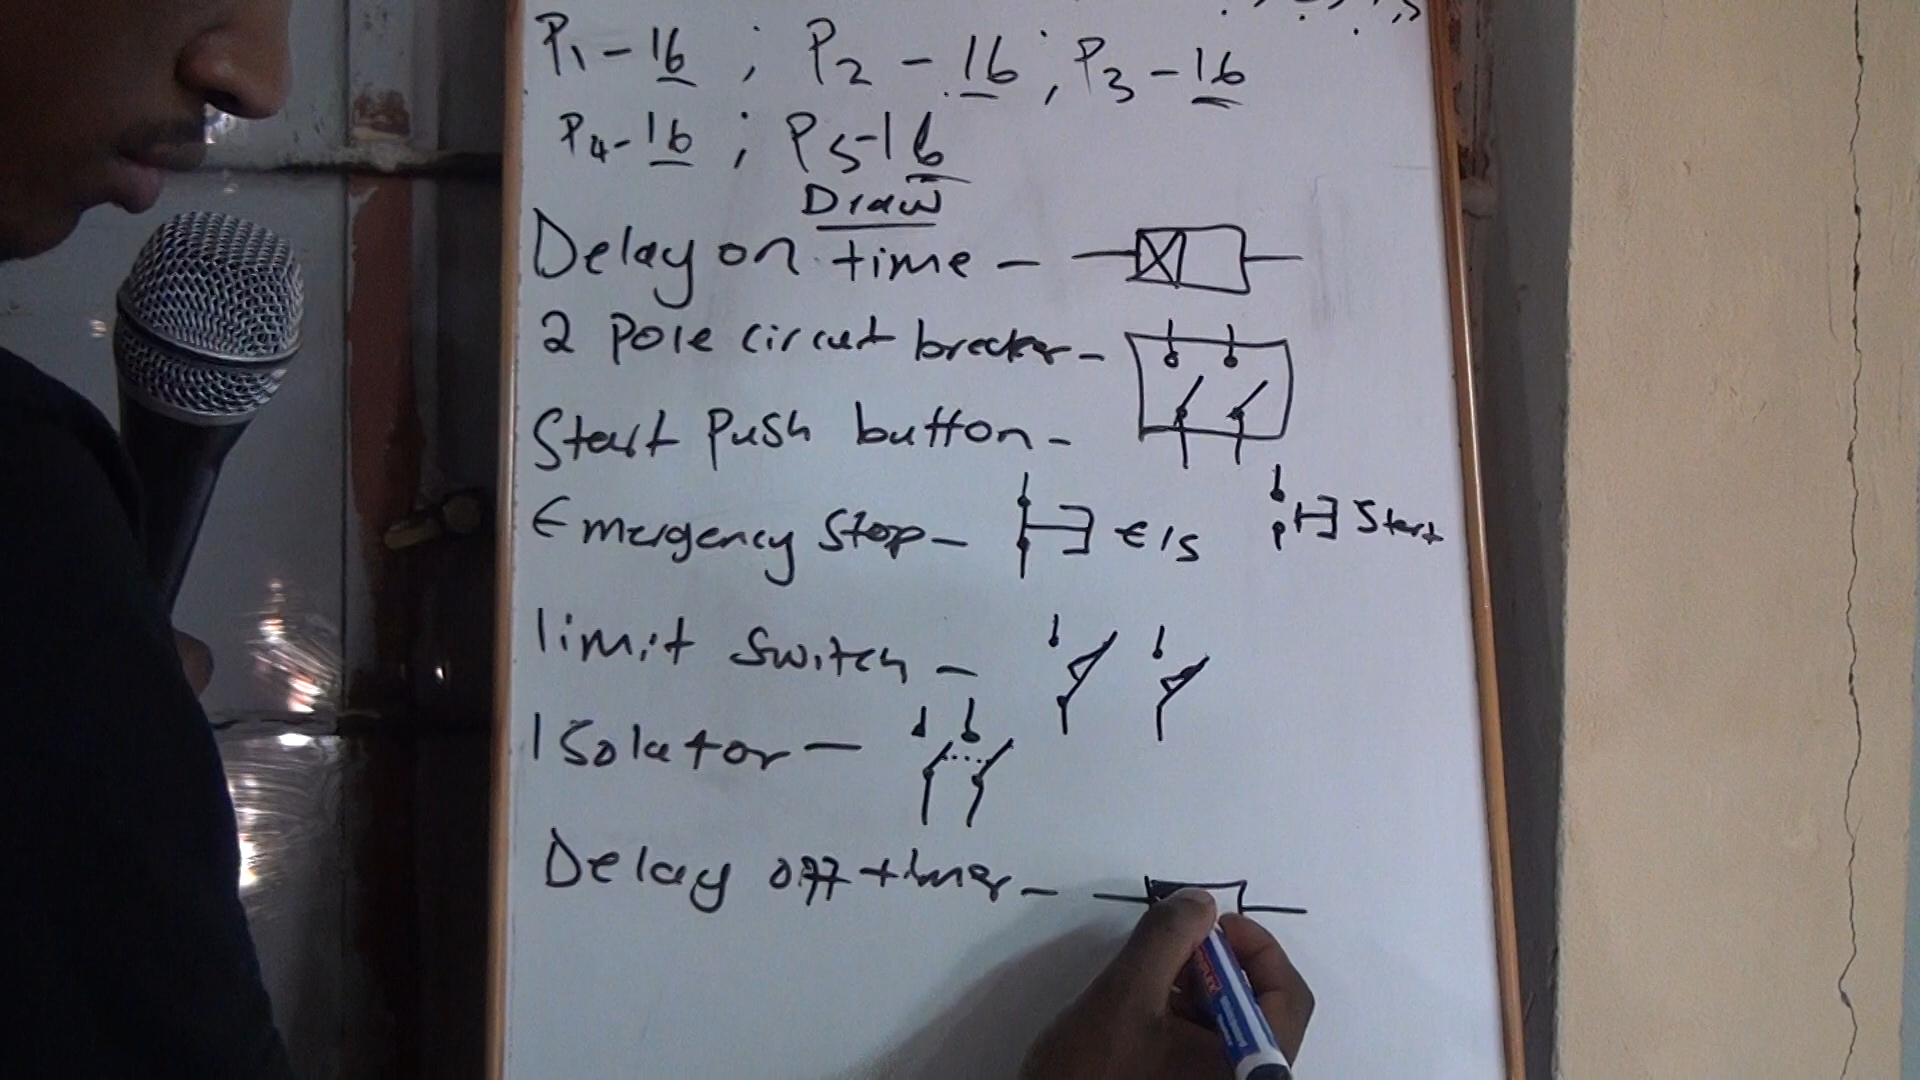 P1 - 16 ; P2 - 16 , P3 - 16
P4 - 16 ; P5 - 16
Draw
Delay on time -
2 Pole circuit breaker -
Start Push button -
Emergency Stop - E/S
Start
limit Switch -
Isolator -
Delay off timer -